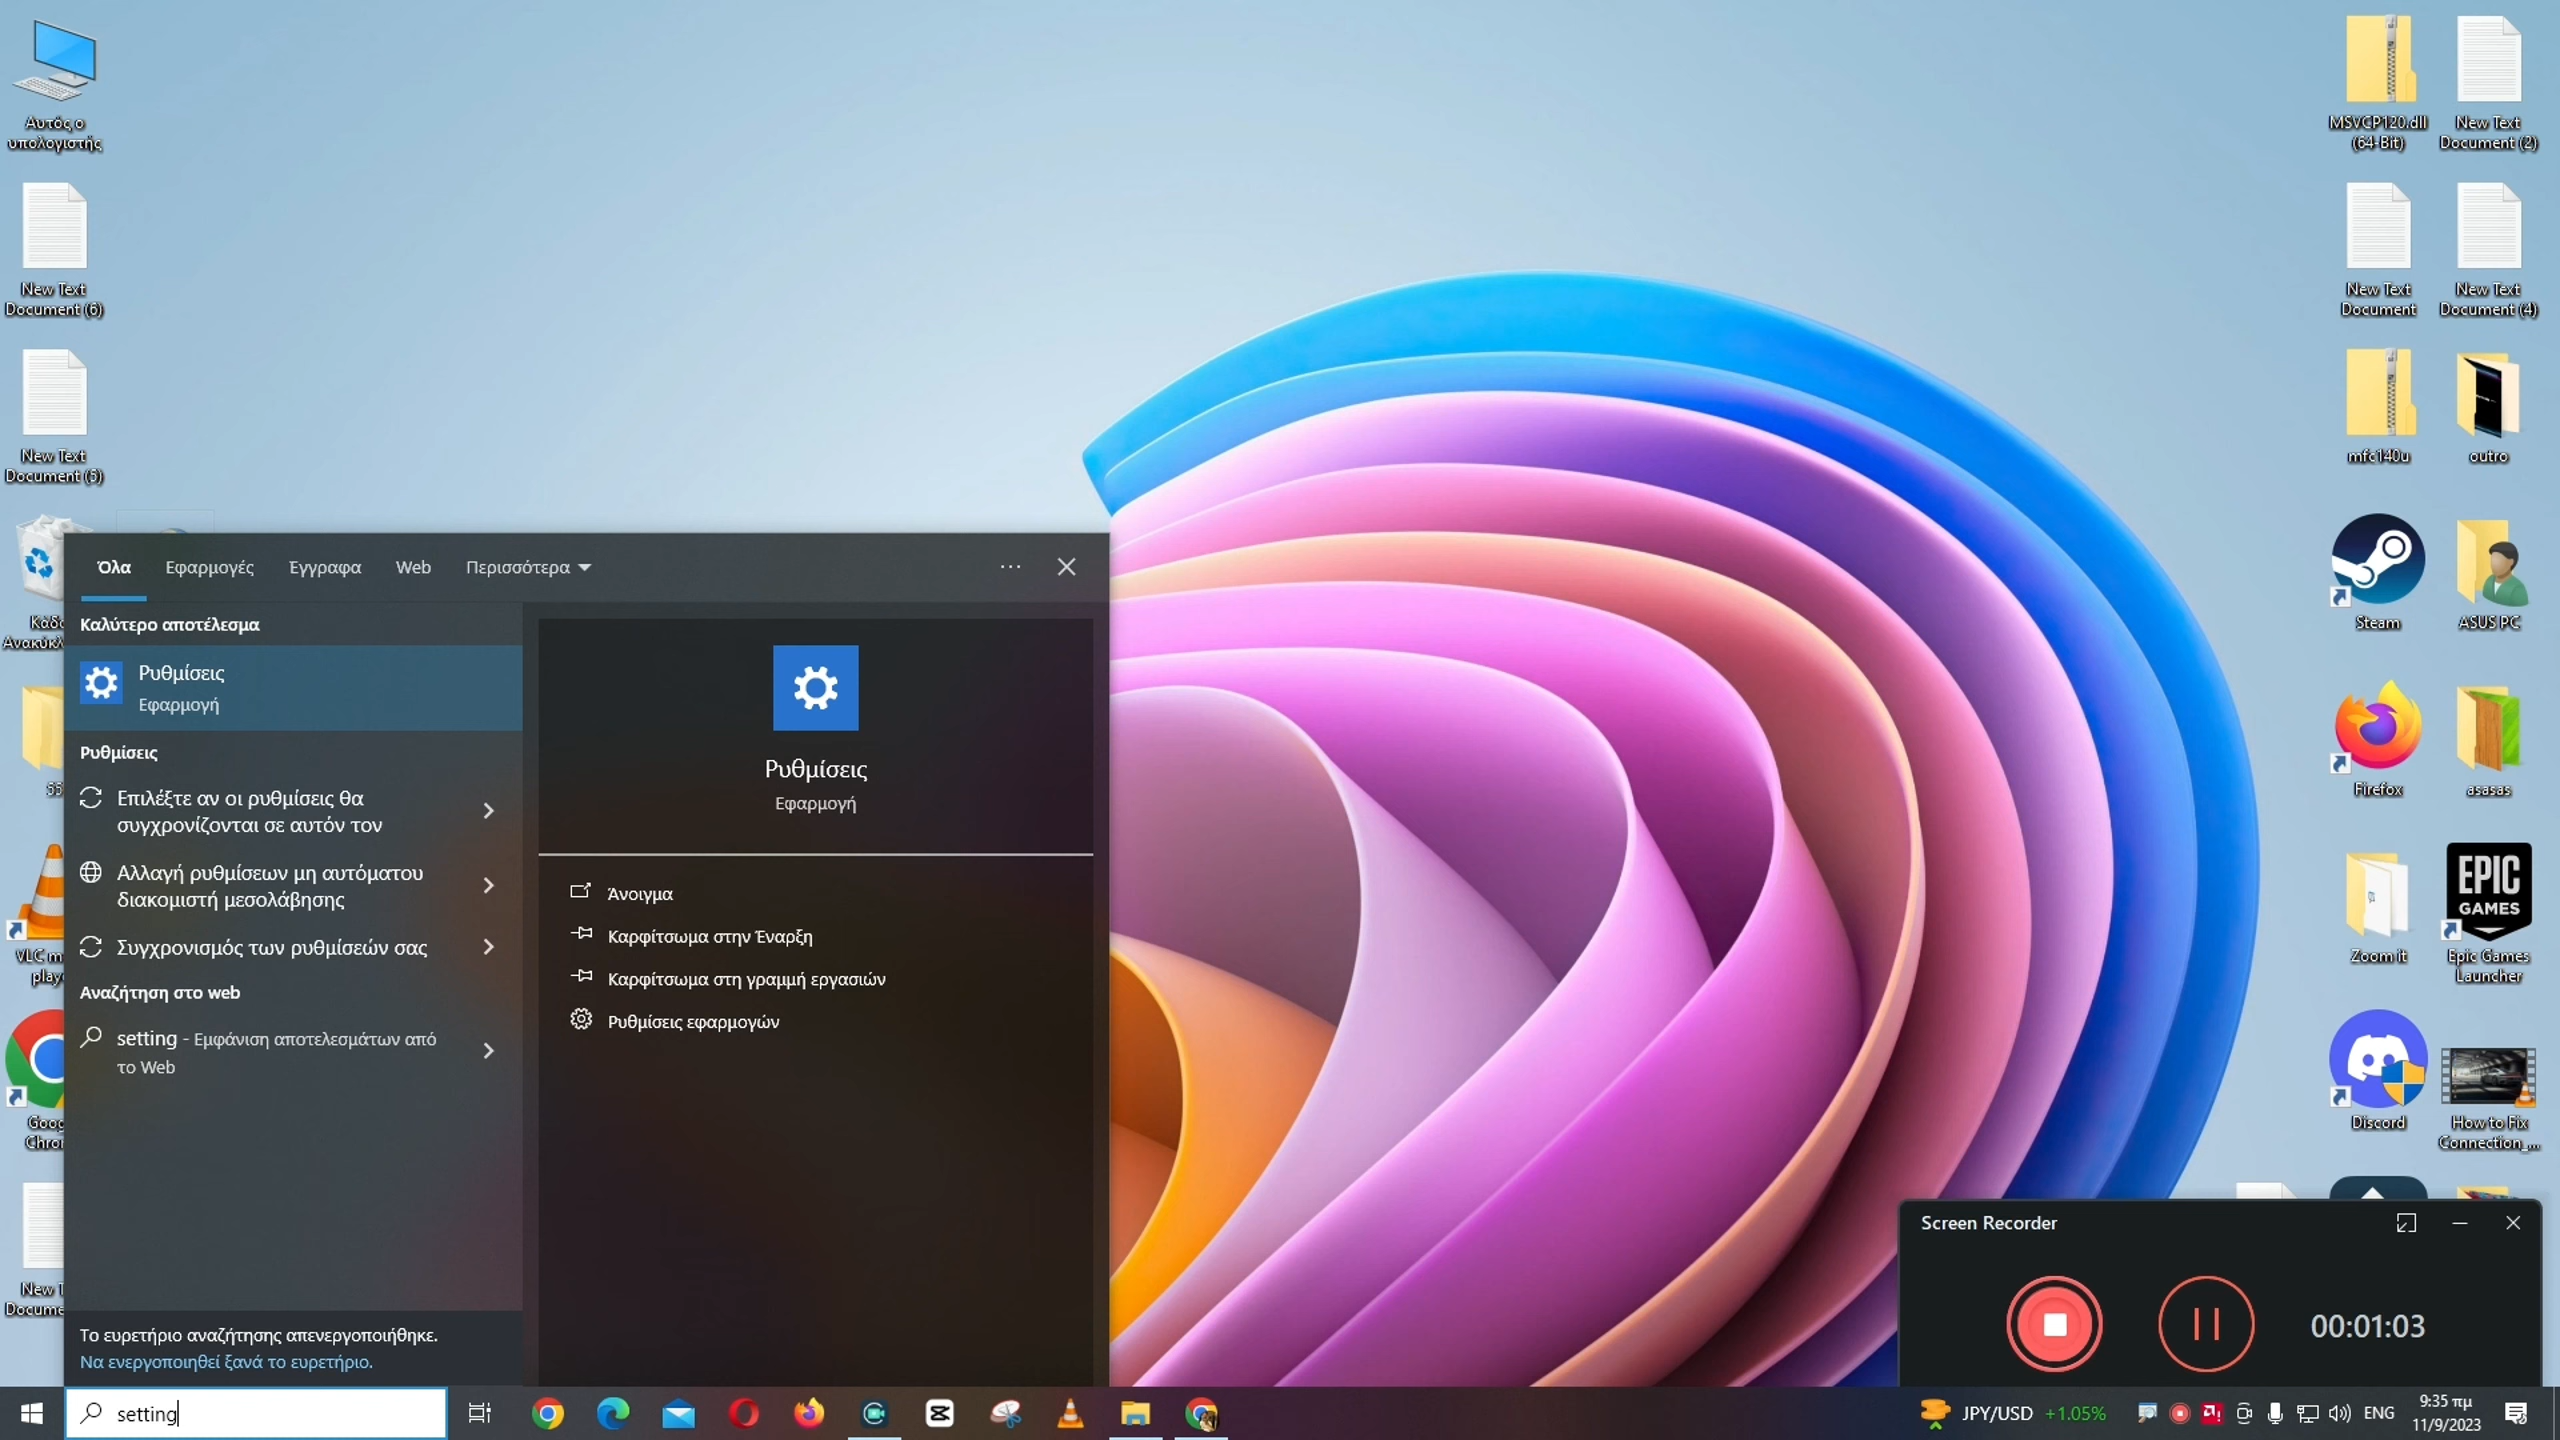 Αυτός ο
υπολογιστής
New Text
Document (6)
New Text
Document (5)
MSVCP120.dll
(64-Bit)
New Text
Document (2)
New Text
Document
New Text
Document (4)
mfc140u
outro
Steam
ASUS PC
Firefox
asasas
Zoom it
EPIC
GAMES
Epic Games
Launcher
Discord
How to Fix
Connection_...
Όλα
Εφαρμογές
Έγγραφα
Web
Περισσότερα
Καλύτερο αποτέλεσμα
Ρυθμίσεις
Εφαρμογή
Ρυθμίσεις
Επιλέξτε αν οι ρυθμίσεις θα
συγχρονίζονται σε αυτόν τον
Αλλαγή ρυθμίσεων μη αυτόματου
διακομιστή μεσολάβησης
Συγχρονισμός των ρυθμίσεών σας
Αναζήτηση στο web
setting - Εμφάνιση αποτελεσμάτων από
το Web
Το ευρετήριο αναζήτησης απενεργοποιήθηκε.
Να ενεργοποιηθεί ξανά το ευρετήριο.
Ρυθμίσεις
Εφαρμογή
Άνοιγμα
Καρφίτσωμα στην Έναρξη
Καρφίτσωμα στη γραμμή εργασιών
Ρυθμίσεις εφαρμογών
VLC m
play
Goog
Chro
New T
Docume
Screen Recorder
00:01:03
setting
JPY/USD +1.05%
ENG
9:35 πμ
11/9/2023